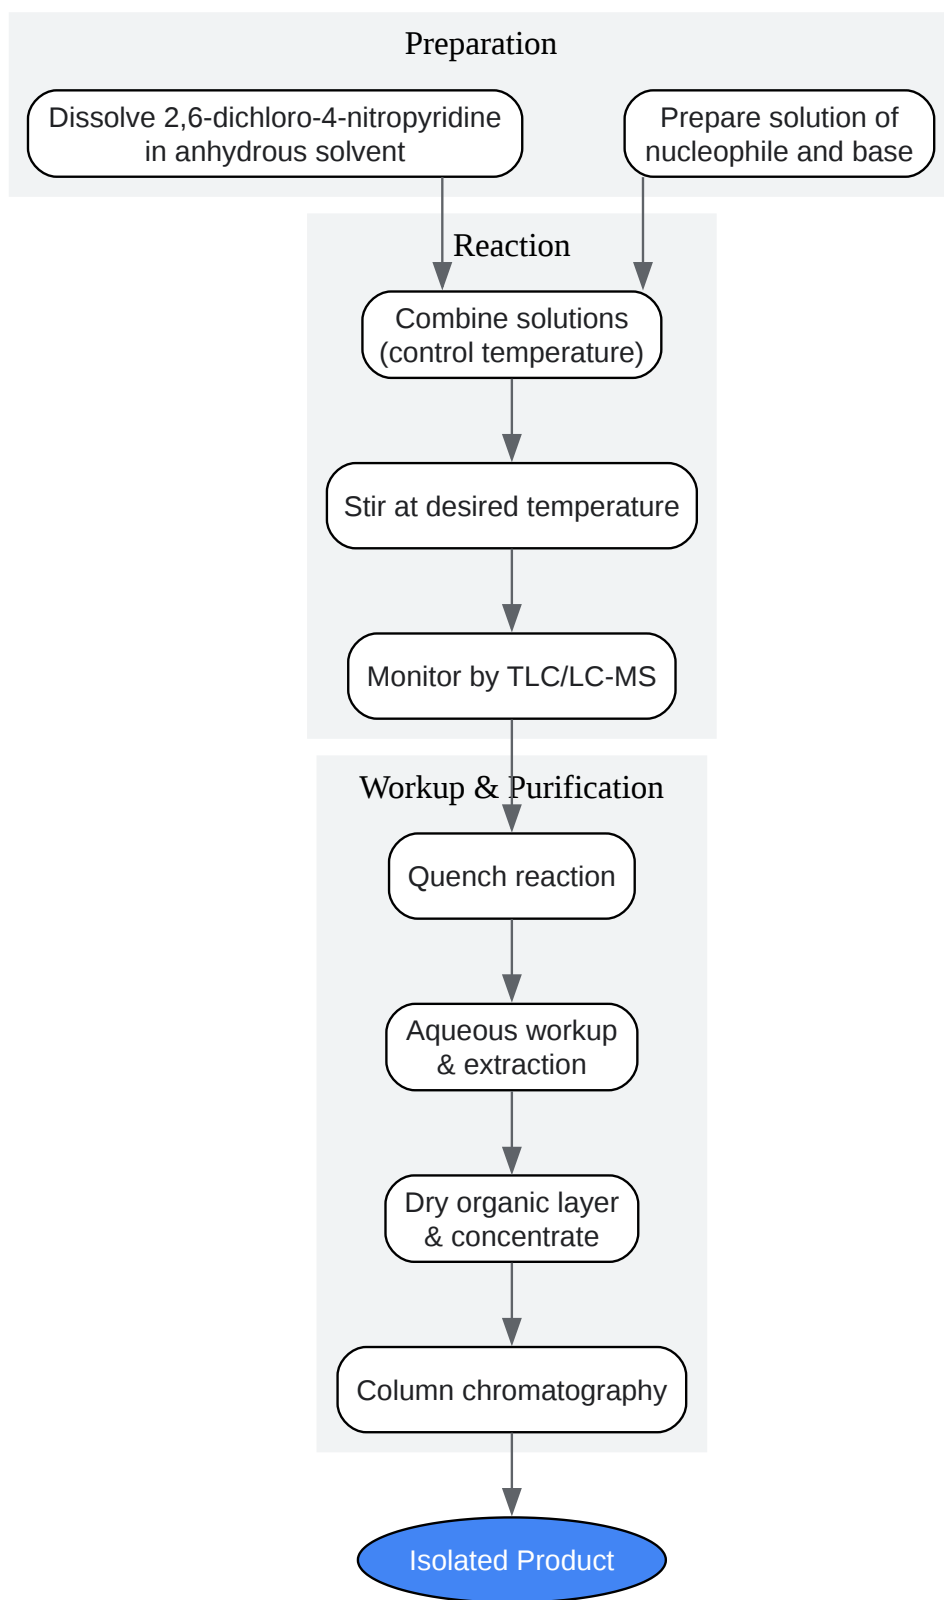 Preparation
Dissolve 2,6-dichloro-4-nitropyridine
in anhydrous solvent
Prepare solution of
nucleophile and base
Reaction
Combine solutions
(control temperature)
Stir at desired temperature
Monitor by TLC/LC-MS
Workup & Purification
Quench reaction
Aqueous workup
& extraction
Dry organic layer
& concentrate
Column chromatography
Isolated Product